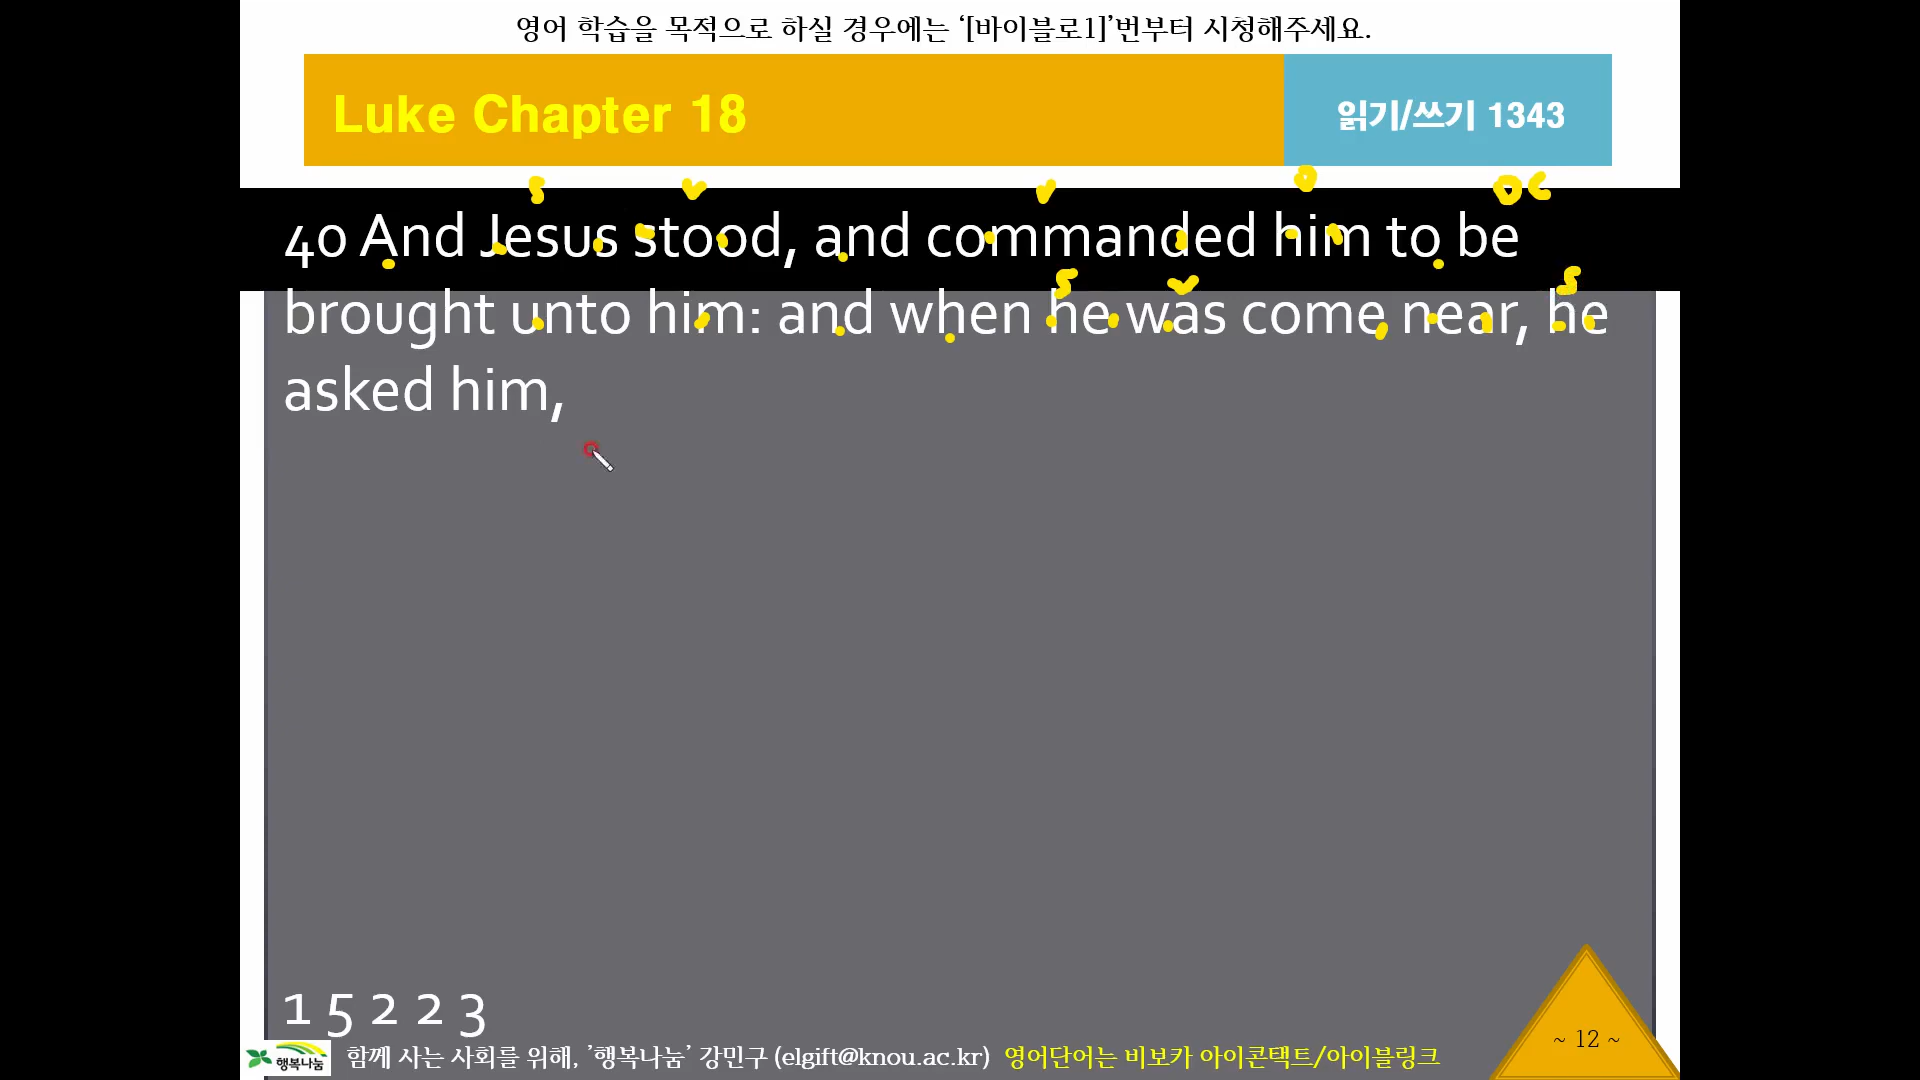 영어 학습을 목적으로 하실 경우에는 ‘[바이블로1]’번부터 시청해주세요.
Luke Chapter 18
읽기/쓰기 1343
s v v o o c
40 And Jesus stood, and commanded him to be
s v s
brought unto him: and when he was come near, he
asked him,
1 5 2 2 3
~ 12 ~
행복나눔
함께 사는 사회를 위해, ’행복나눔’ 강민구 (elgift@knou.ac.kr) 영어단어는 비보카 아이콘택트/아이블링크